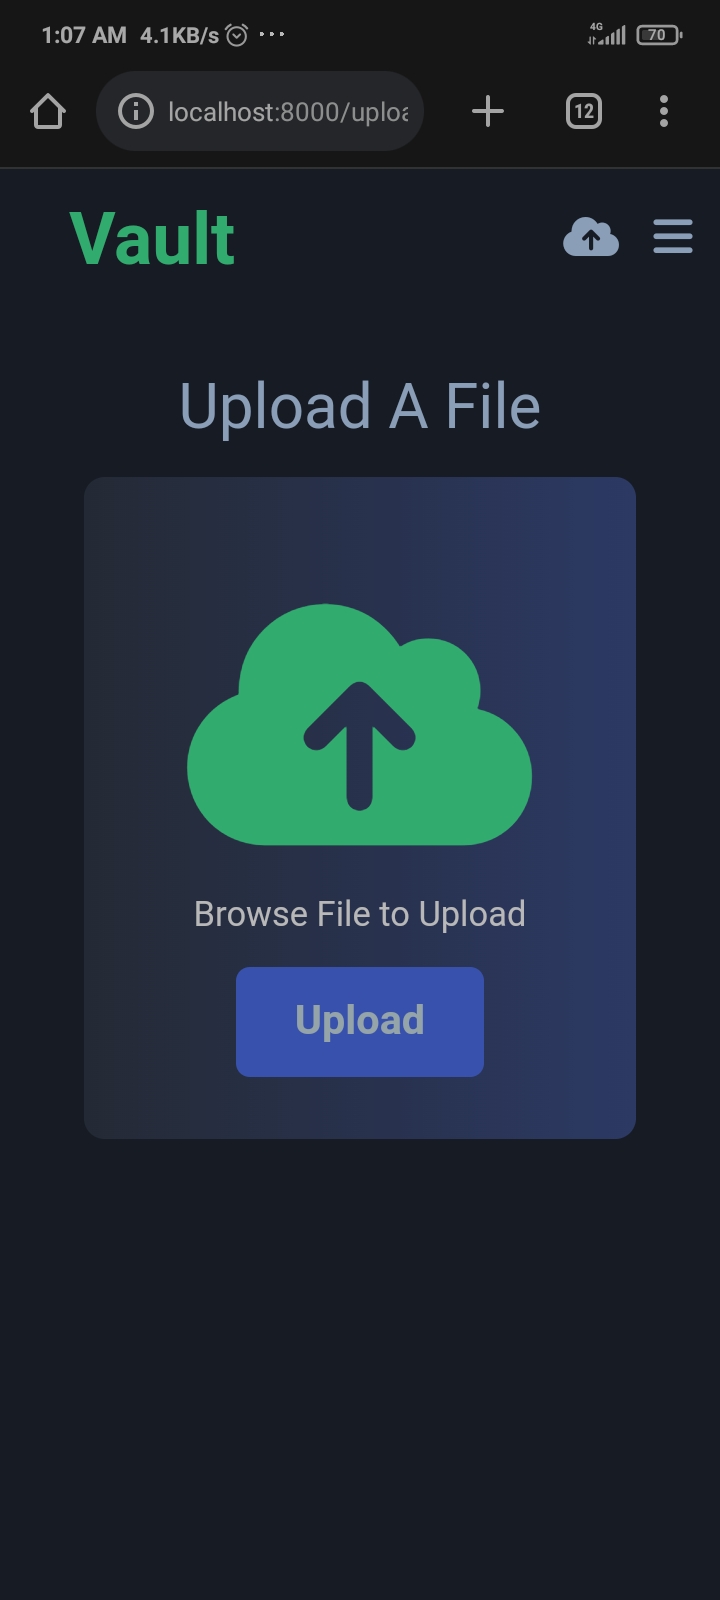 1:07 AM 4.1KB/s ... 4G 70
localhost:8000/uploa 12
Vault
Upload A File
Browse File to Upload
Upload